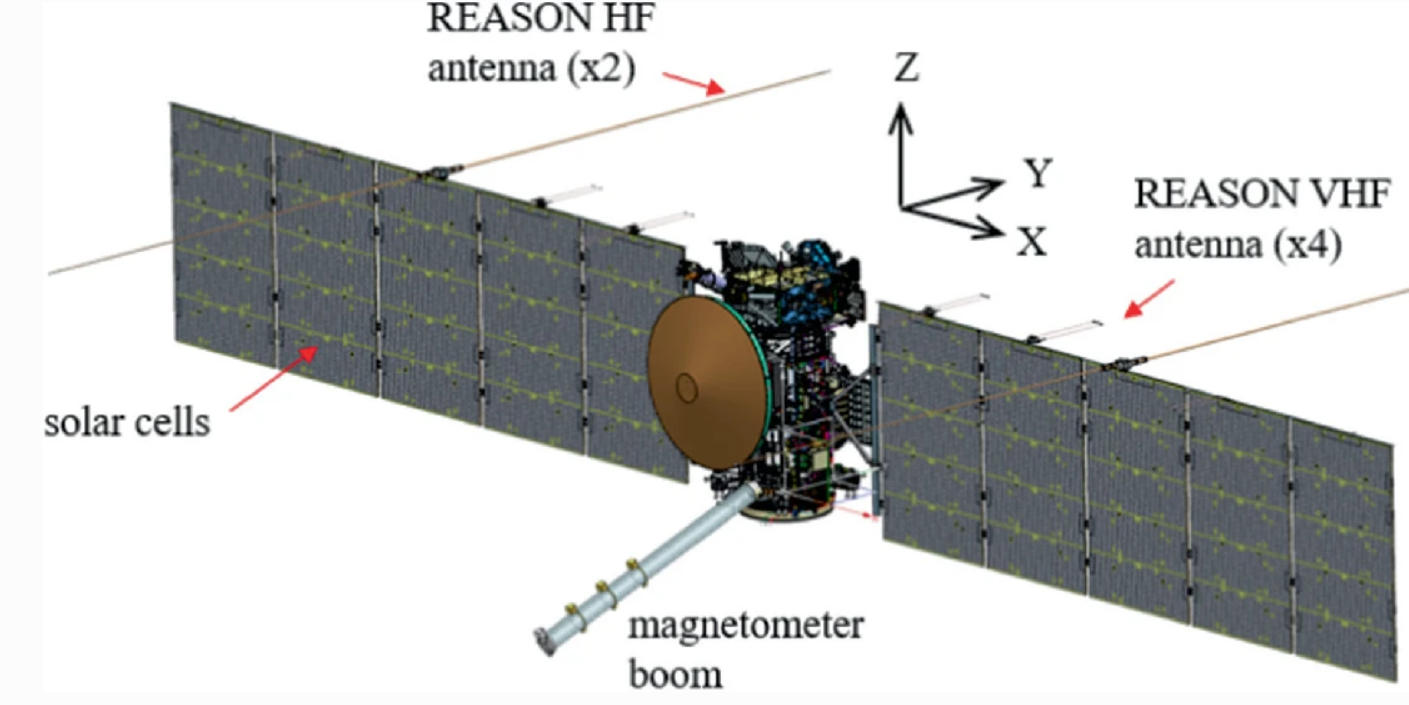 REASON HF
antenna (x2)
Z
Y
X
REASON VHF
antenna (x4)
solar cells
magnetometer
boom